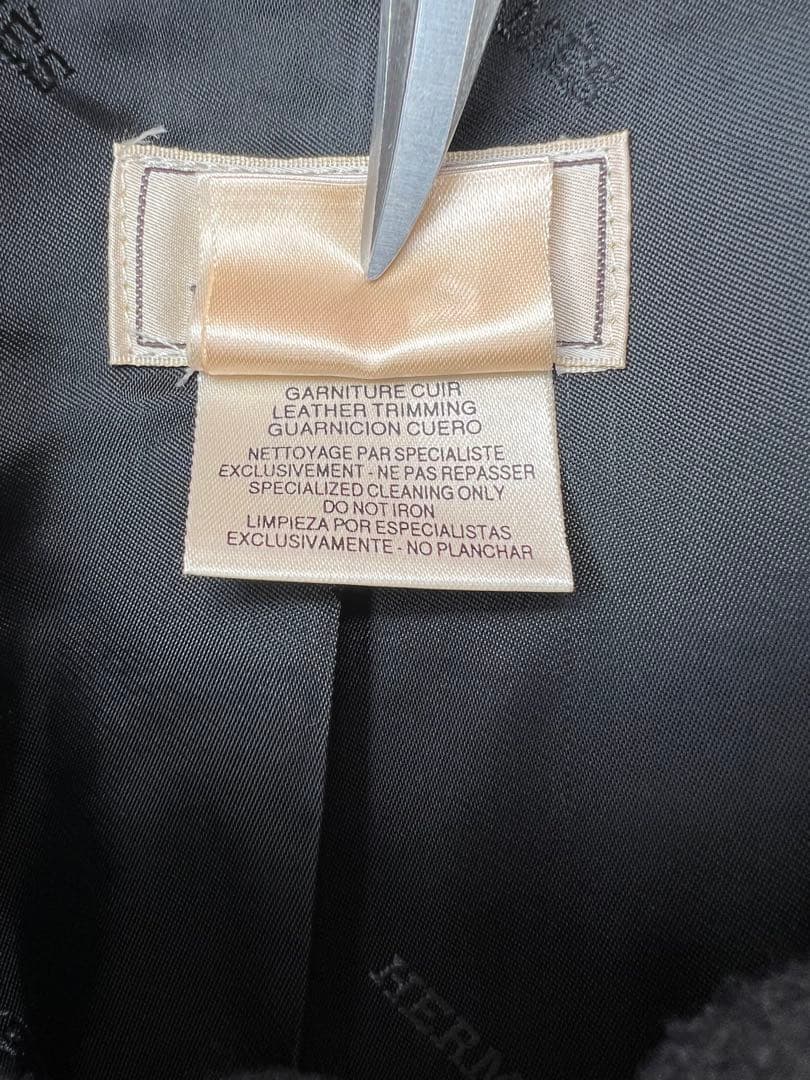 GARNITURE CUIR
LEATHER TRIMMING
GUARNICION CUERO
NETTOYAGE PAR SPECIALISTE
EXCLUSIVEMENT - NE PAS REPASSER
SPECIALIZED CLEANING ONLY
DO NOT IRON
LIMPIEZA POR ESPECIALISTAS
EXCLUSIVAMENTE - NO PLANCHAR
HERM